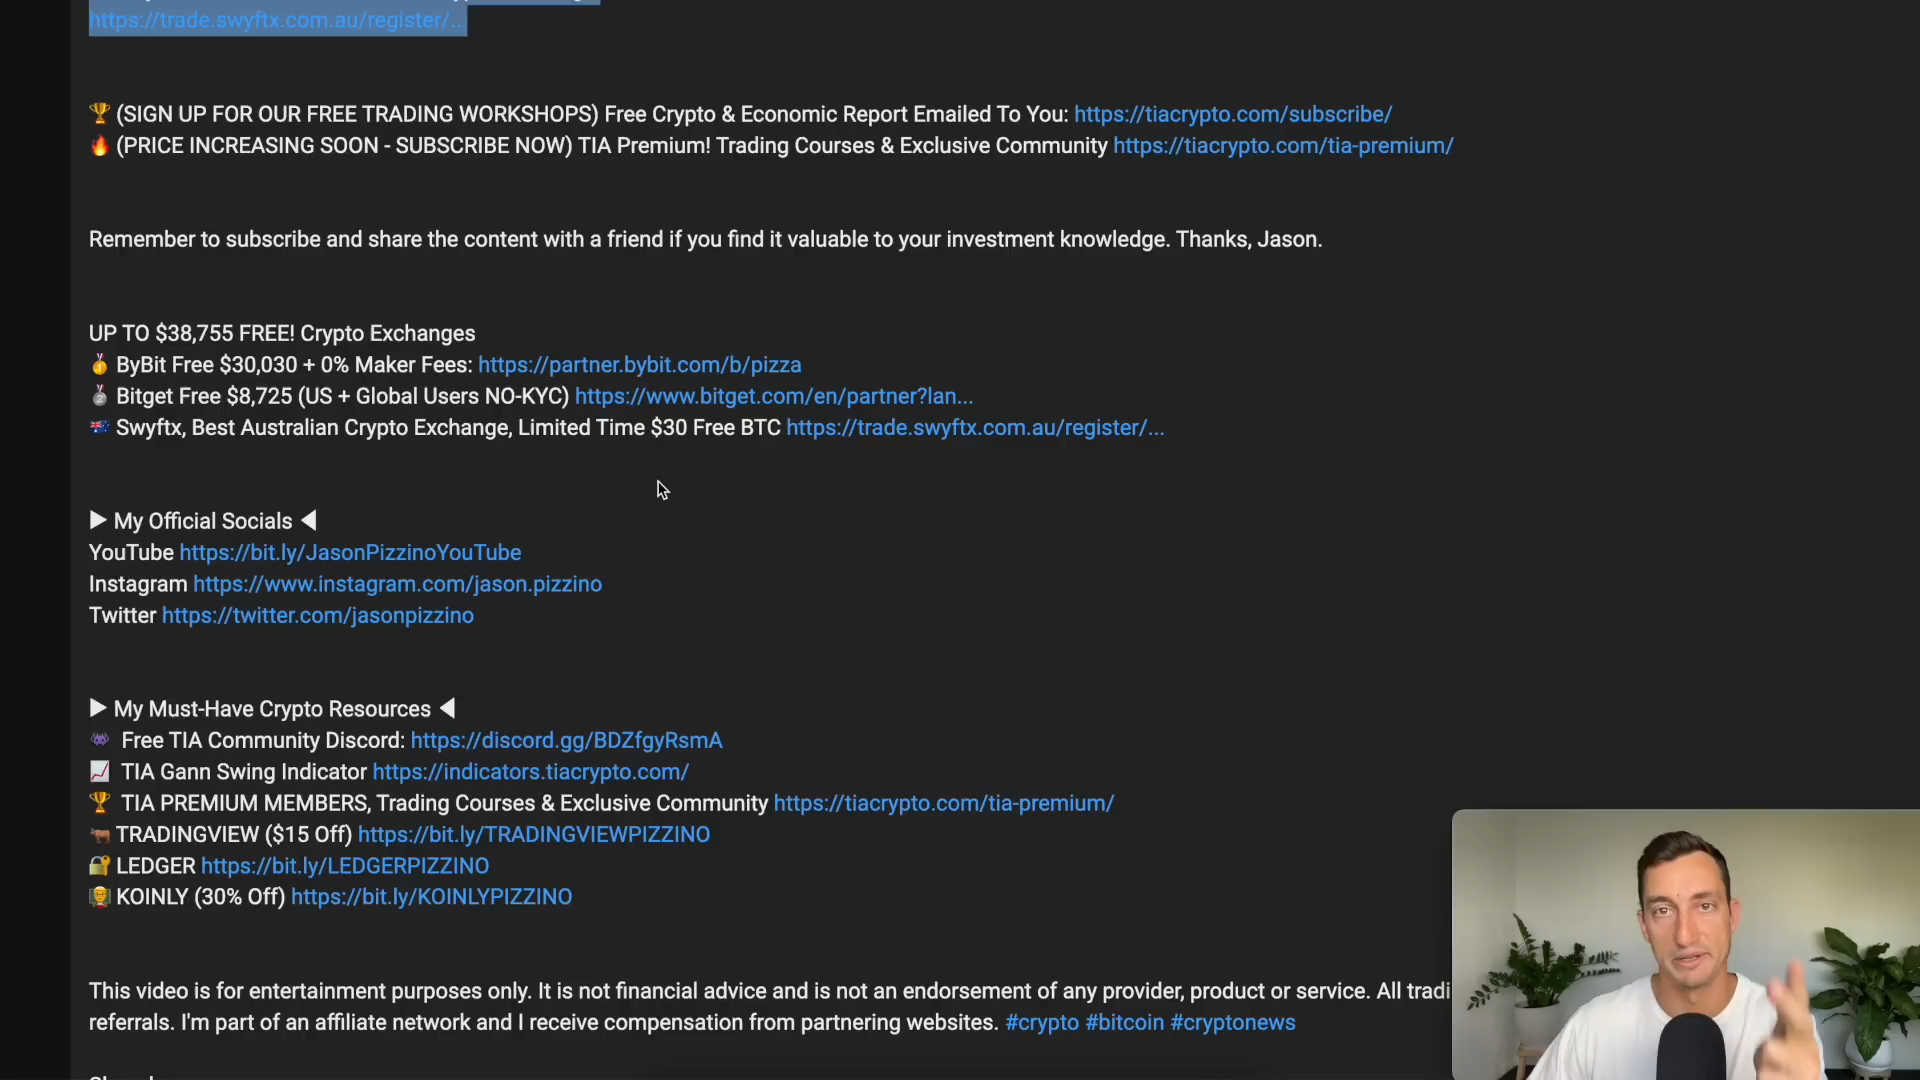 https://trade.swyftx.com.au/register/...
🏆 (SIGN UP FOR OUR FREE TRADING WORKSHOPS) Free Crypto & Economic Report Emailed To You: https://tiacrypto.com/subscribe/
🔥 (PRICE INCREASING SOON - SUBSCRIBE NOW) TIA Premium! Trading Courses & Exclusive Community https://tiacrypto.com/tia-premium/
Remember to subscribe and share the content with a friend if you find it valuable to your investment knowledge. Thanks, Jason.
UP TO $38,755 FREE! Crypto Exchanges
🥇 ByBit Free $30,030 + 0% Maker Fees: https://partner.bybit.com/b/pizza
🥈 Bitget Free $8,725 (US + Global Users NO-KYC) https://www.bitget.com/en/partner?lan...
🇦🇺 Swyftx, Best Australian Crypto Exchange, Limited Time $30 Free BTC https://trade.swyftx.com.au/register/...
▶ My Official Socials ◀
YouTube https://bit.ly/JasonPizzinoYouTube
Instagram https://www.instagram.com/jason.pizzino
Twitter https://twitter.com/jasonpizzino
▶ My Must-Have Crypto Resources ◀
👾 Free TIA Community Discord: https://discord.gg/BDZfgyRsmA
📈 TIA Gann Swing Indicator https://indicators.tiacrypto.com/
🏆 TIA PREMIUM MEMBERS, Trading Courses & Exclusive Community https://tiacrypto.com/tia-premium/
🐂 TRADINGVIEW ($15 Off) https://bit.ly/TRADINGVIEWPIZZINO
🔐 LEDGER https://bit.ly/LEDGERPIZZINO
👨‍🏫 KOINLY (30% Off) https://bit.ly/KOINLYPIZZINO
This video is for entertainment purposes only. It is not financial advice and is not an endorsement of any provider, product or service. All tradi
referrals. I'm part of an affiliate network and I receive compensation from partnering websites. #crypto #bitcoin #cryptonews